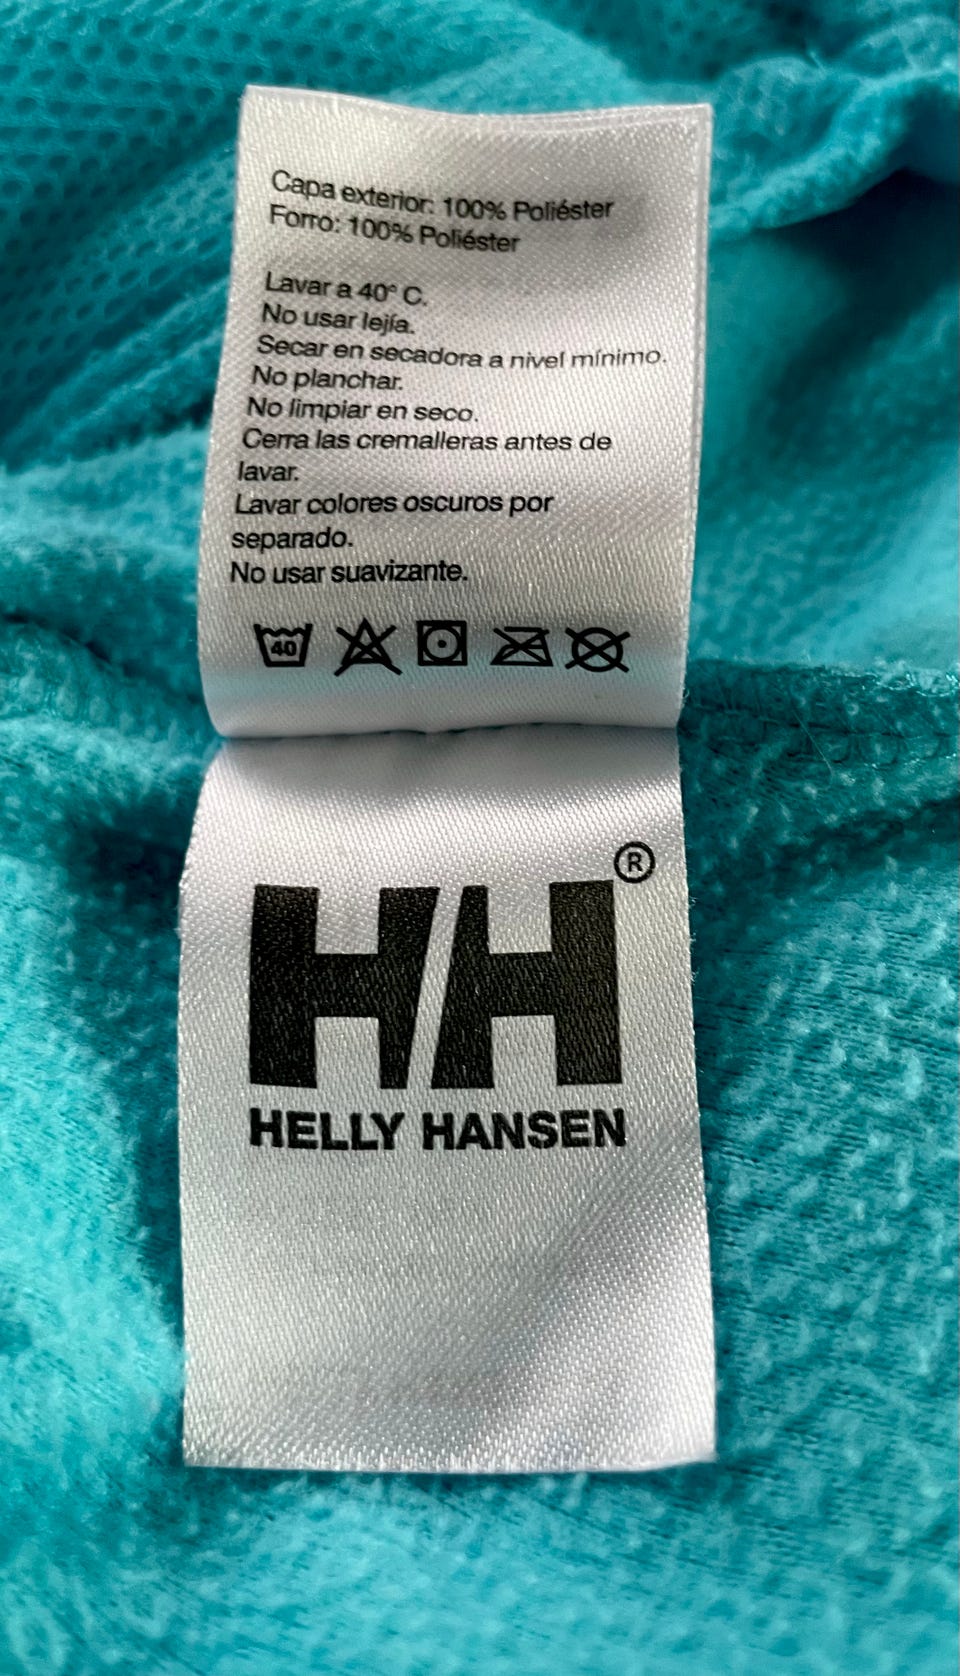 Capa exterior: 100% Poliéster
Forro: 100% Poliéster
Lavar a 40° C.
No usar lejía.
Secar en secadora a nivel mínimo.
No planchar.
No limpiar en seco.
Cerra las cremalleras antes de
lavar.
Lavar colores oscuros por
separado.
No usar suavizante.
40
HH®
HELLY HANSEN